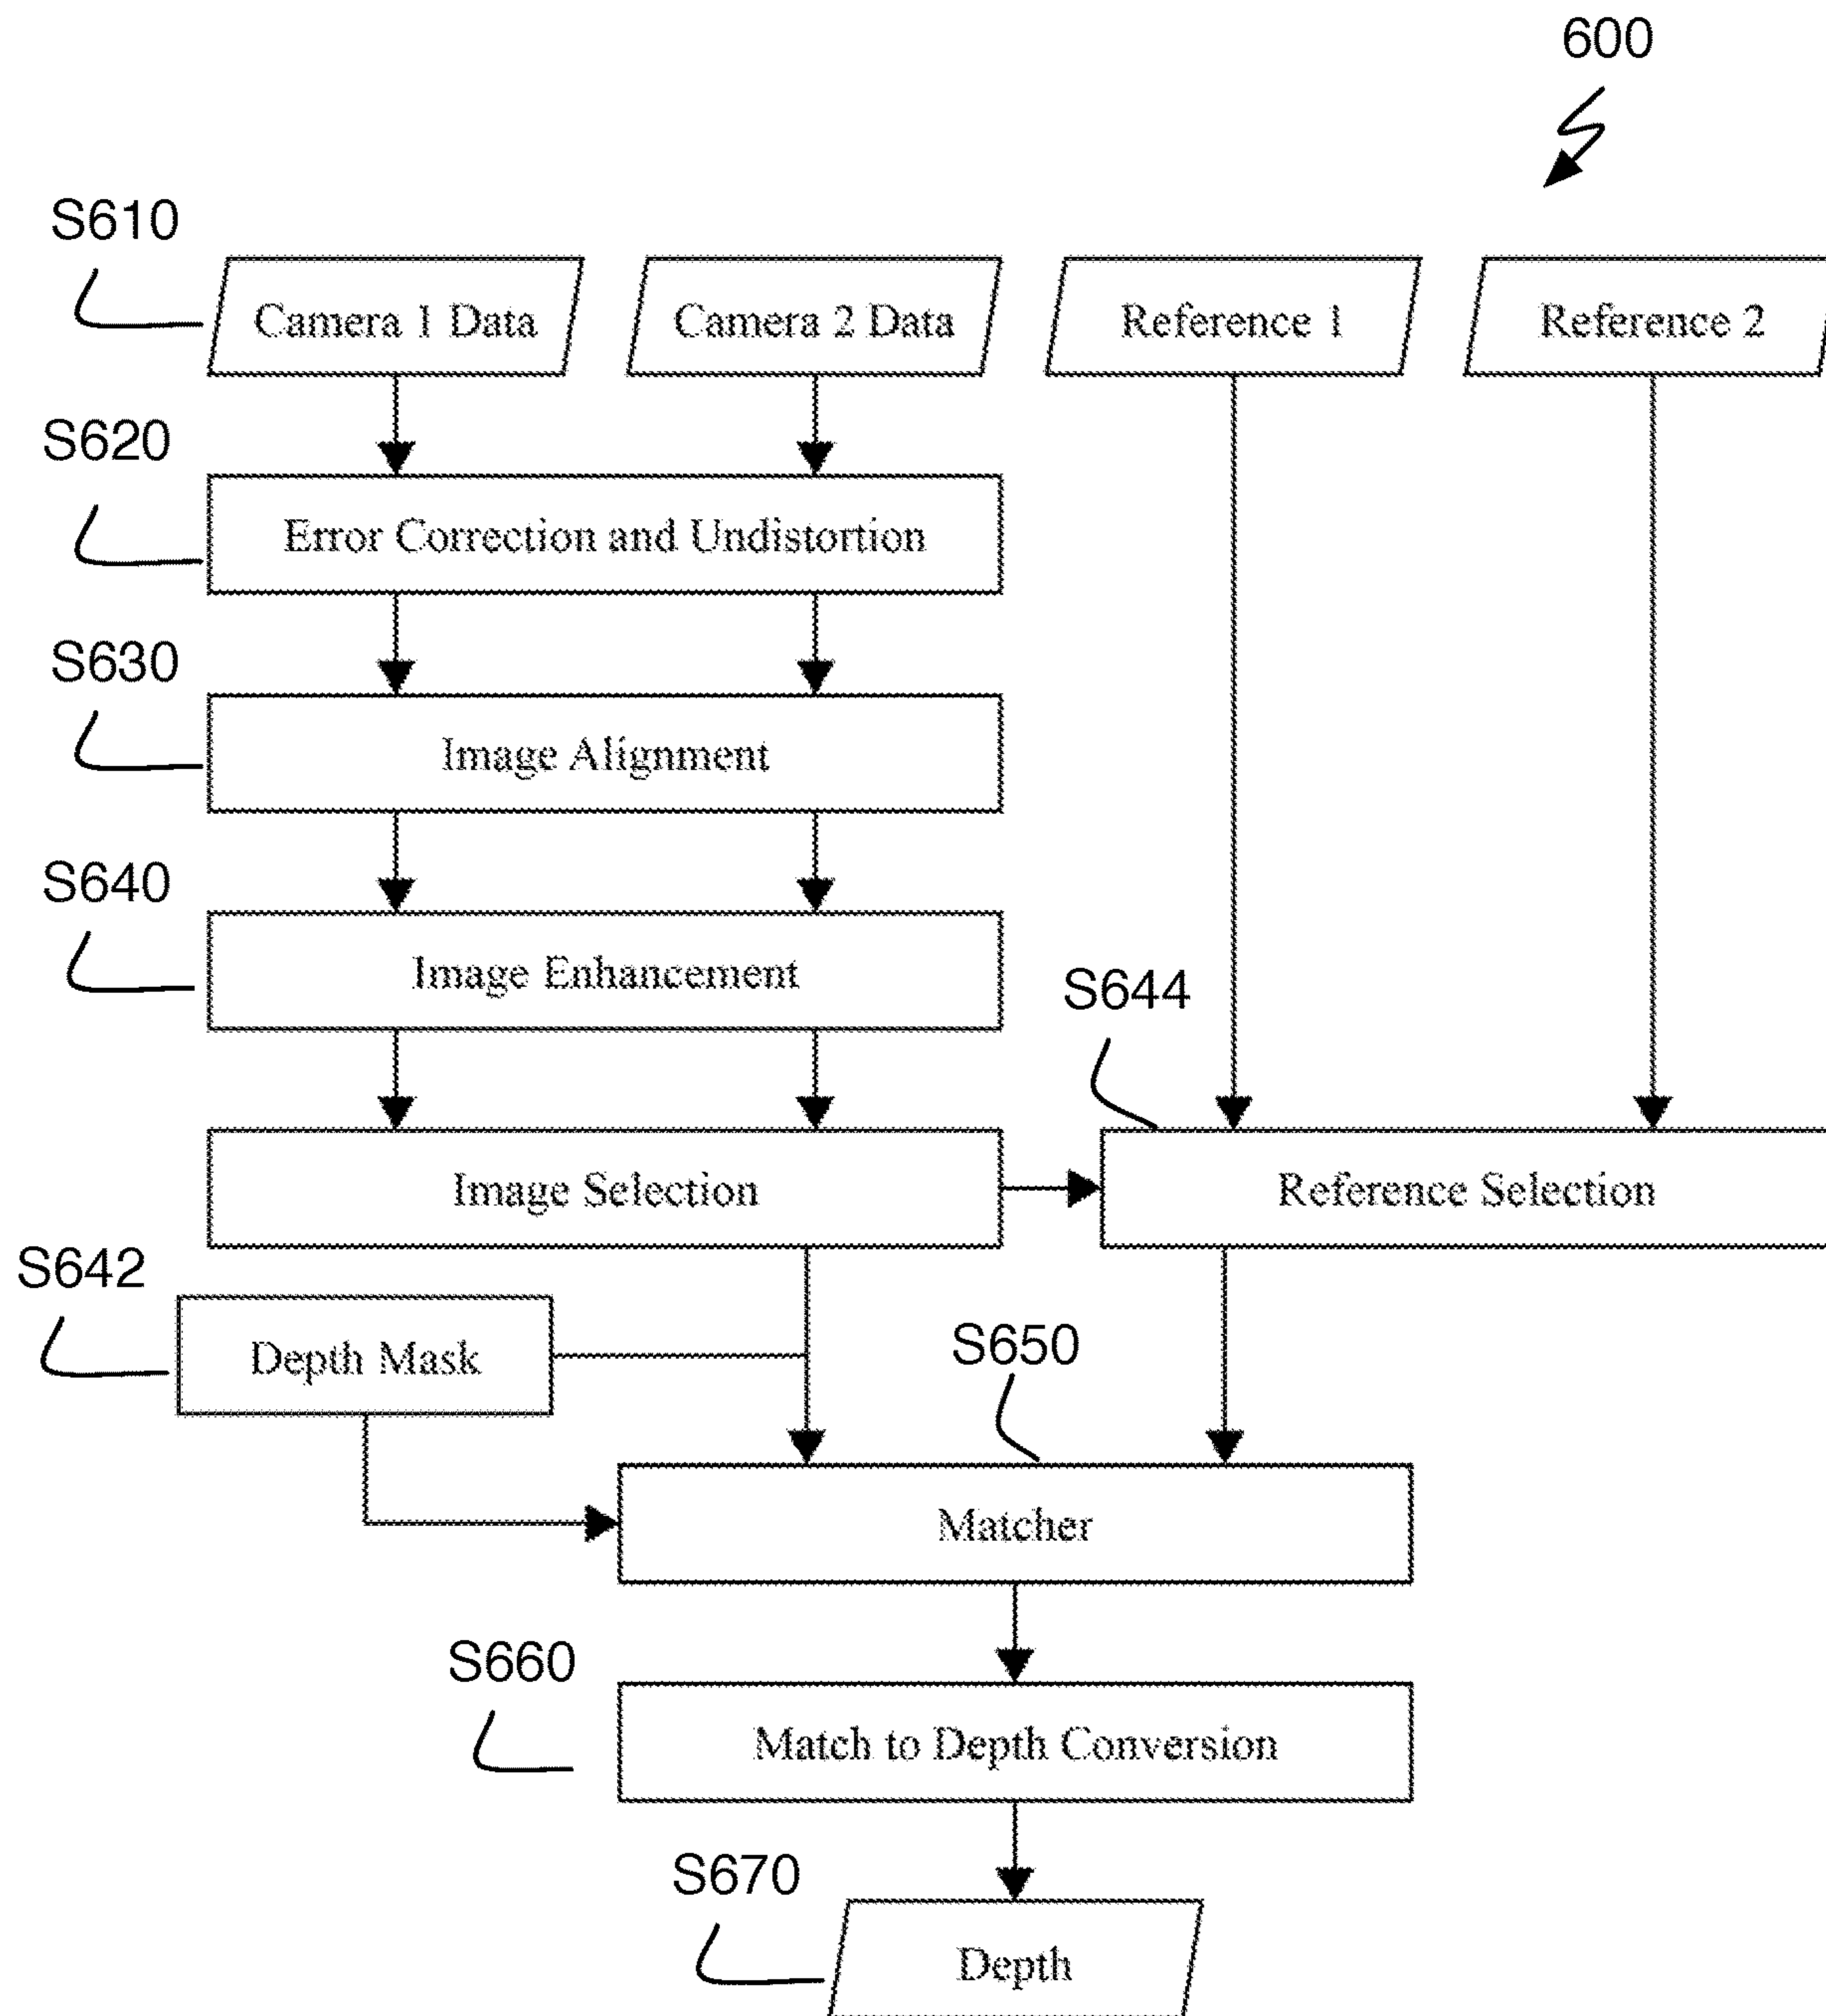 600
S610
Camera 1 Data
Camera 2 Data
Reference 1
Reference 2
S620
Error Correction and Undistortion
S630
Image Alignment
S640
Image Enhancement
S644
Image Selection
Reference Selection
S642
Depth Mask
S650
Matcher
S660
Match to Depth Conversion
S670
Depth